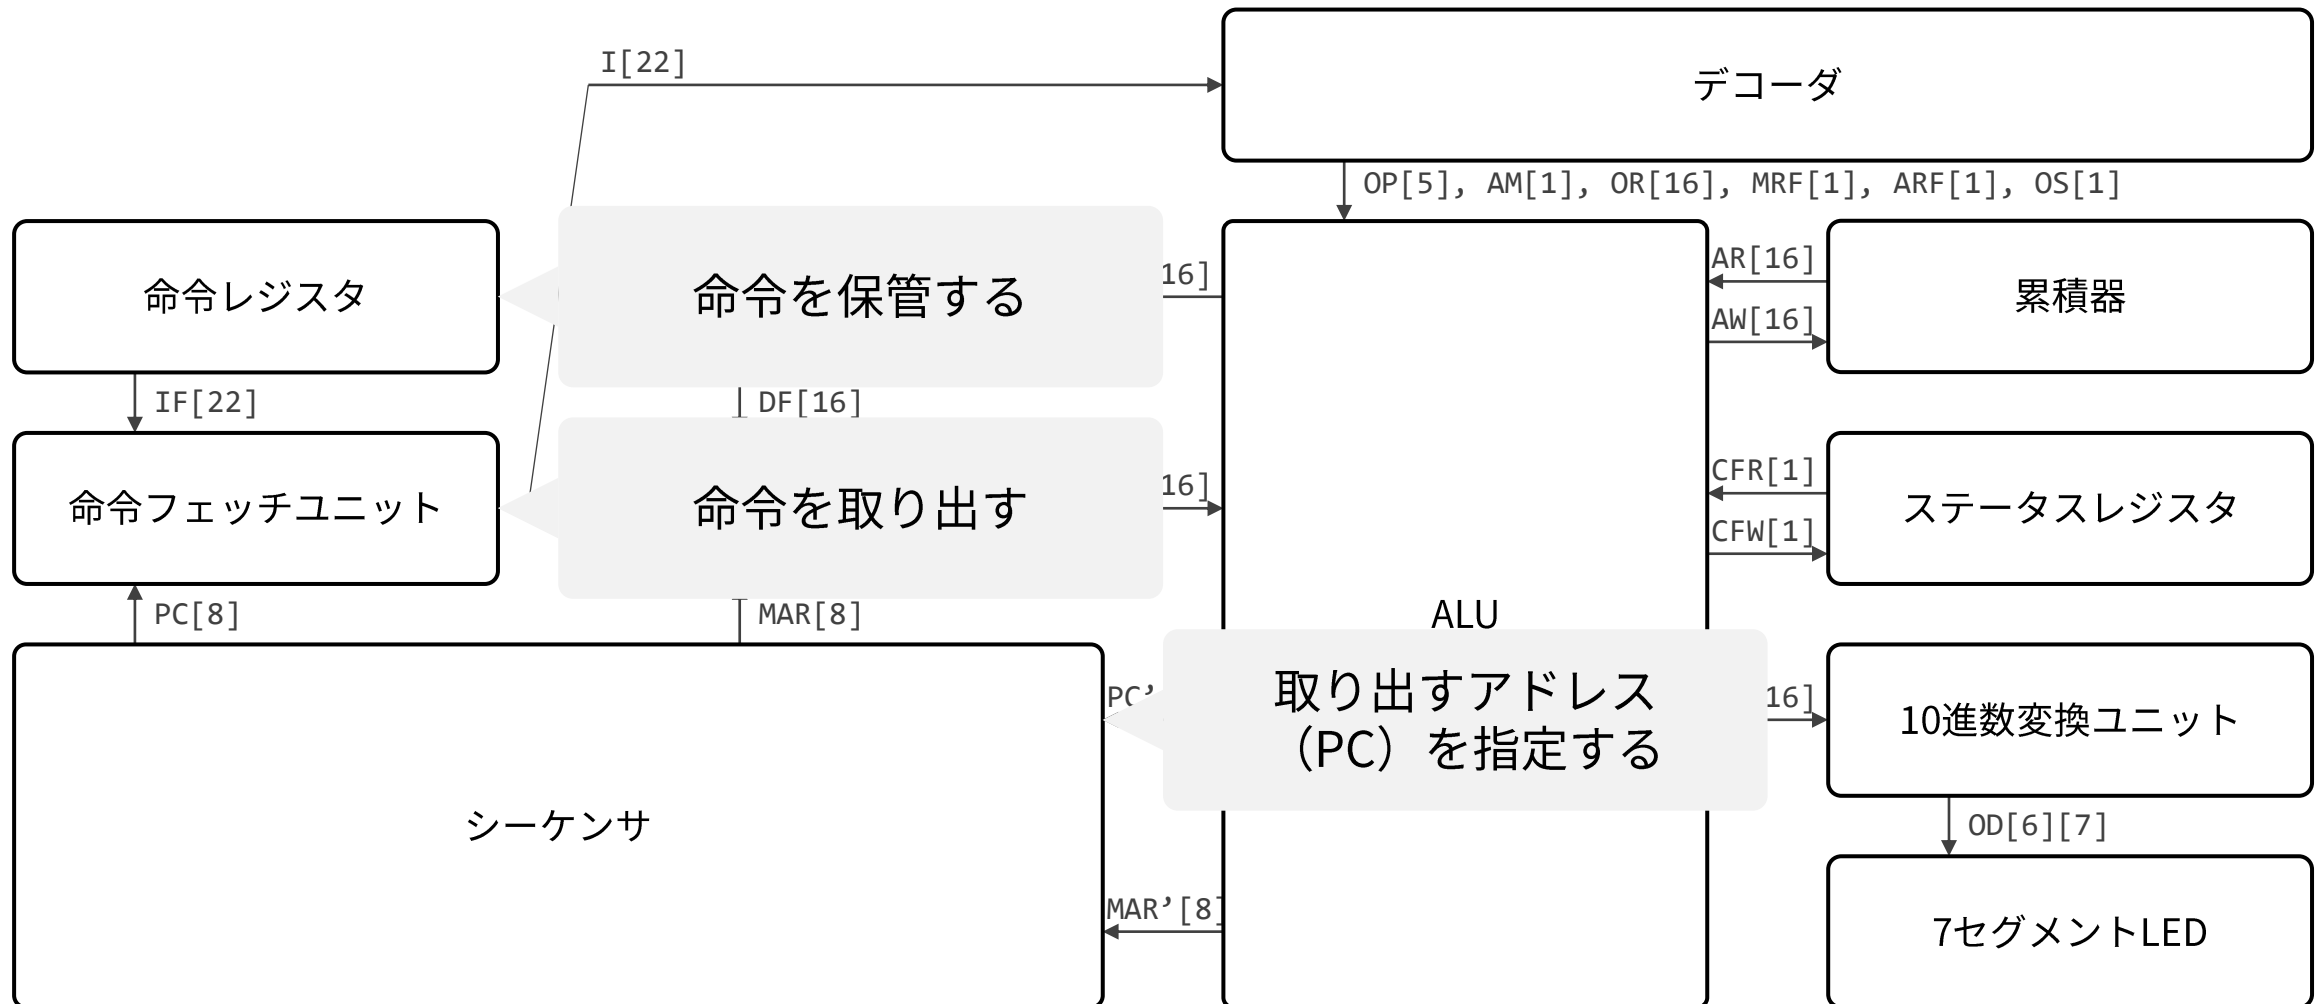 I[22]
デコーダ
OP[5], AM[1], OR[16], MRF[1], ARF[1], OS[1]
命令レジスタ
命令を保管する
16]
AR[16]
AW[16]
累積器
IF[22]
DF[16]
命令フェッチユニット
命令を取り出す
16]
CFR[1]
CFW[1]
ステータスレジスタ
PC[8]
MAR[8]
ALU
シーケンサ
PC’
取り出すアドレス
（PC）を指定する
16]
10進数変換ユニット
OD[6][7]
MAR’[8]
7セグメントLED